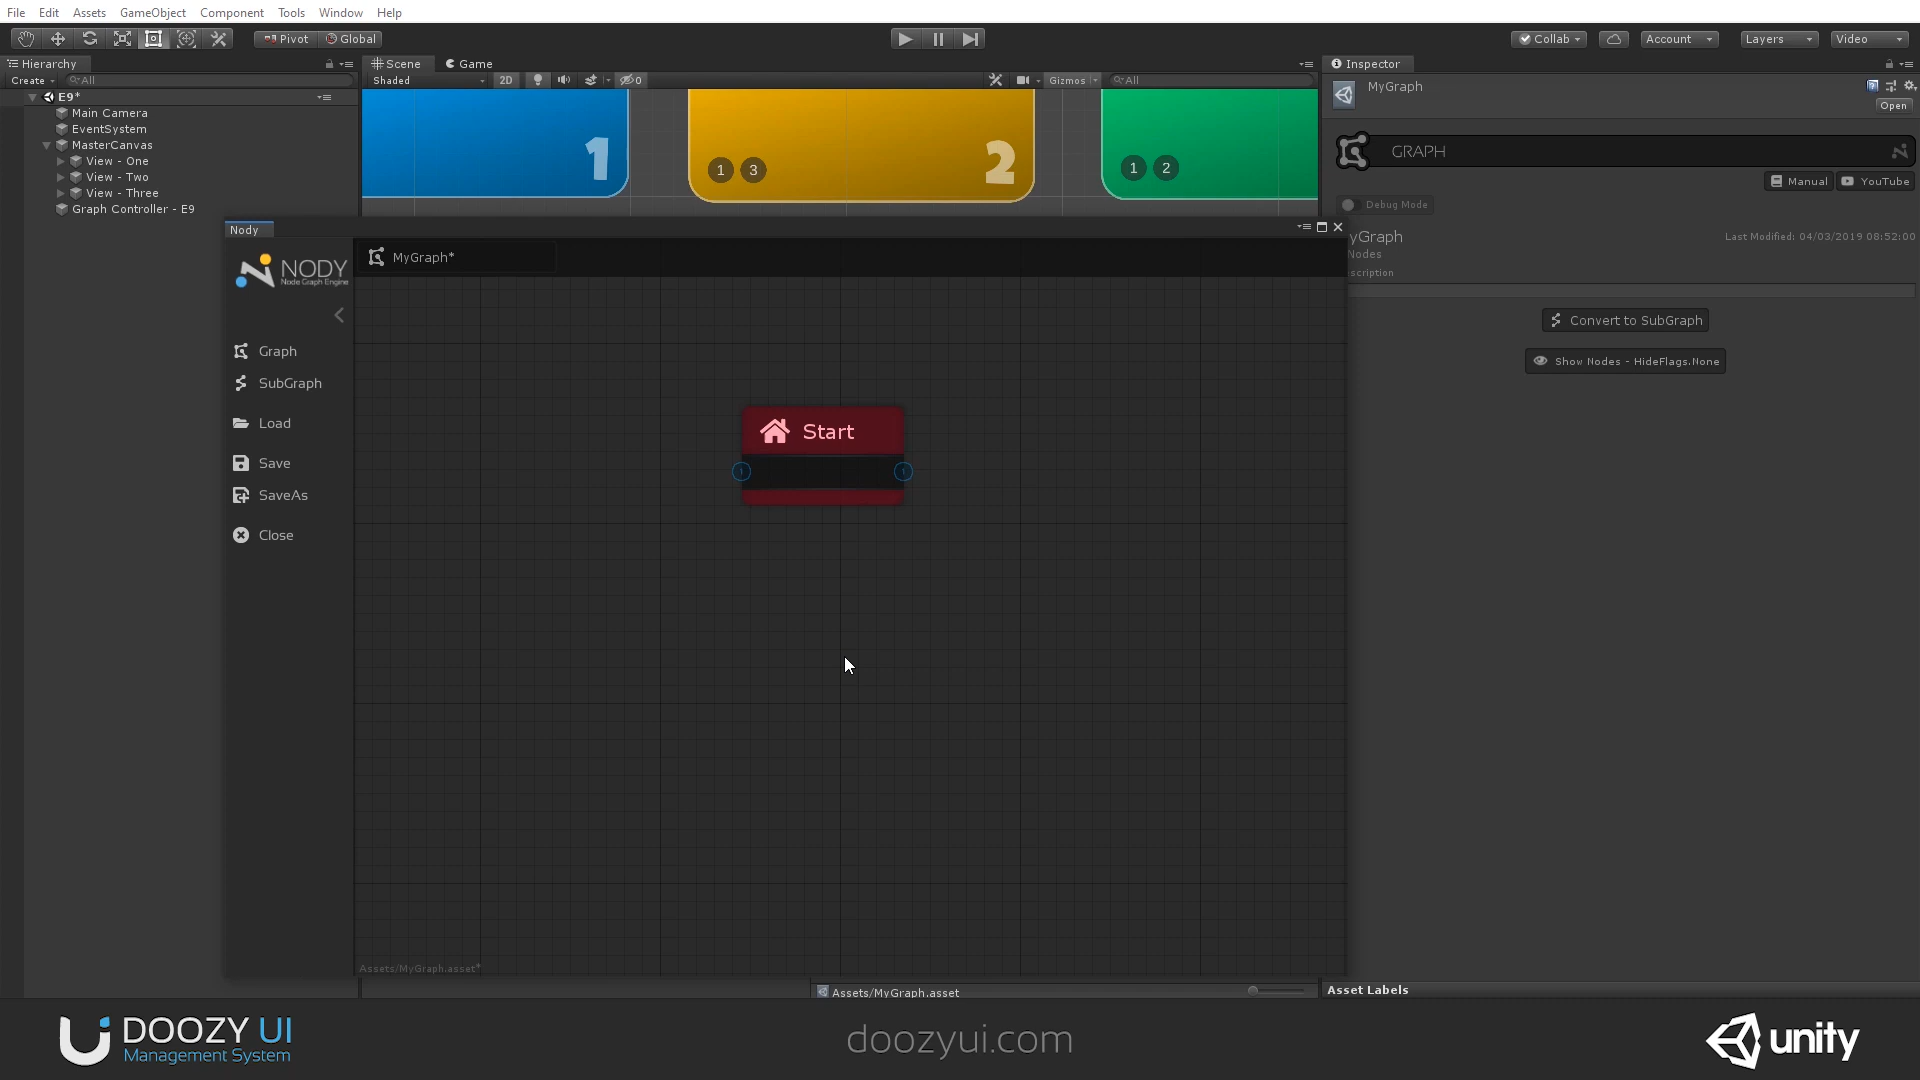 File Edit Assets GameObject Component Tools Window Help
Pivot Global Collab Account Layers Video
Hierarchy Scene Game Inspector
Create All Shaded 2D 0 Gizmos All MyGraph
Open
E9*
Main Camera
EventSystem
MasterCanvas
View - One
View - Two
View - Three
Graph Controller - E9
1
1 3 2
1 2
GRAPH
Manual YouTube
Debug Mode
yGraph Last Modified: 04/03/2019 08:52:00
Nodes
scription
Convert to SubGraph
Show Nodes - HideFlags.None
Nody
NODY
Node Graph Engine
MyGraph*
Graph
SubGraph
Load
Save
SaveAs
Close
Start
Assets/MyGraph.asset*
Assets/MyGraph.asset
Asset Labels
DOOZY UI
Management System
doozyui.com
unity